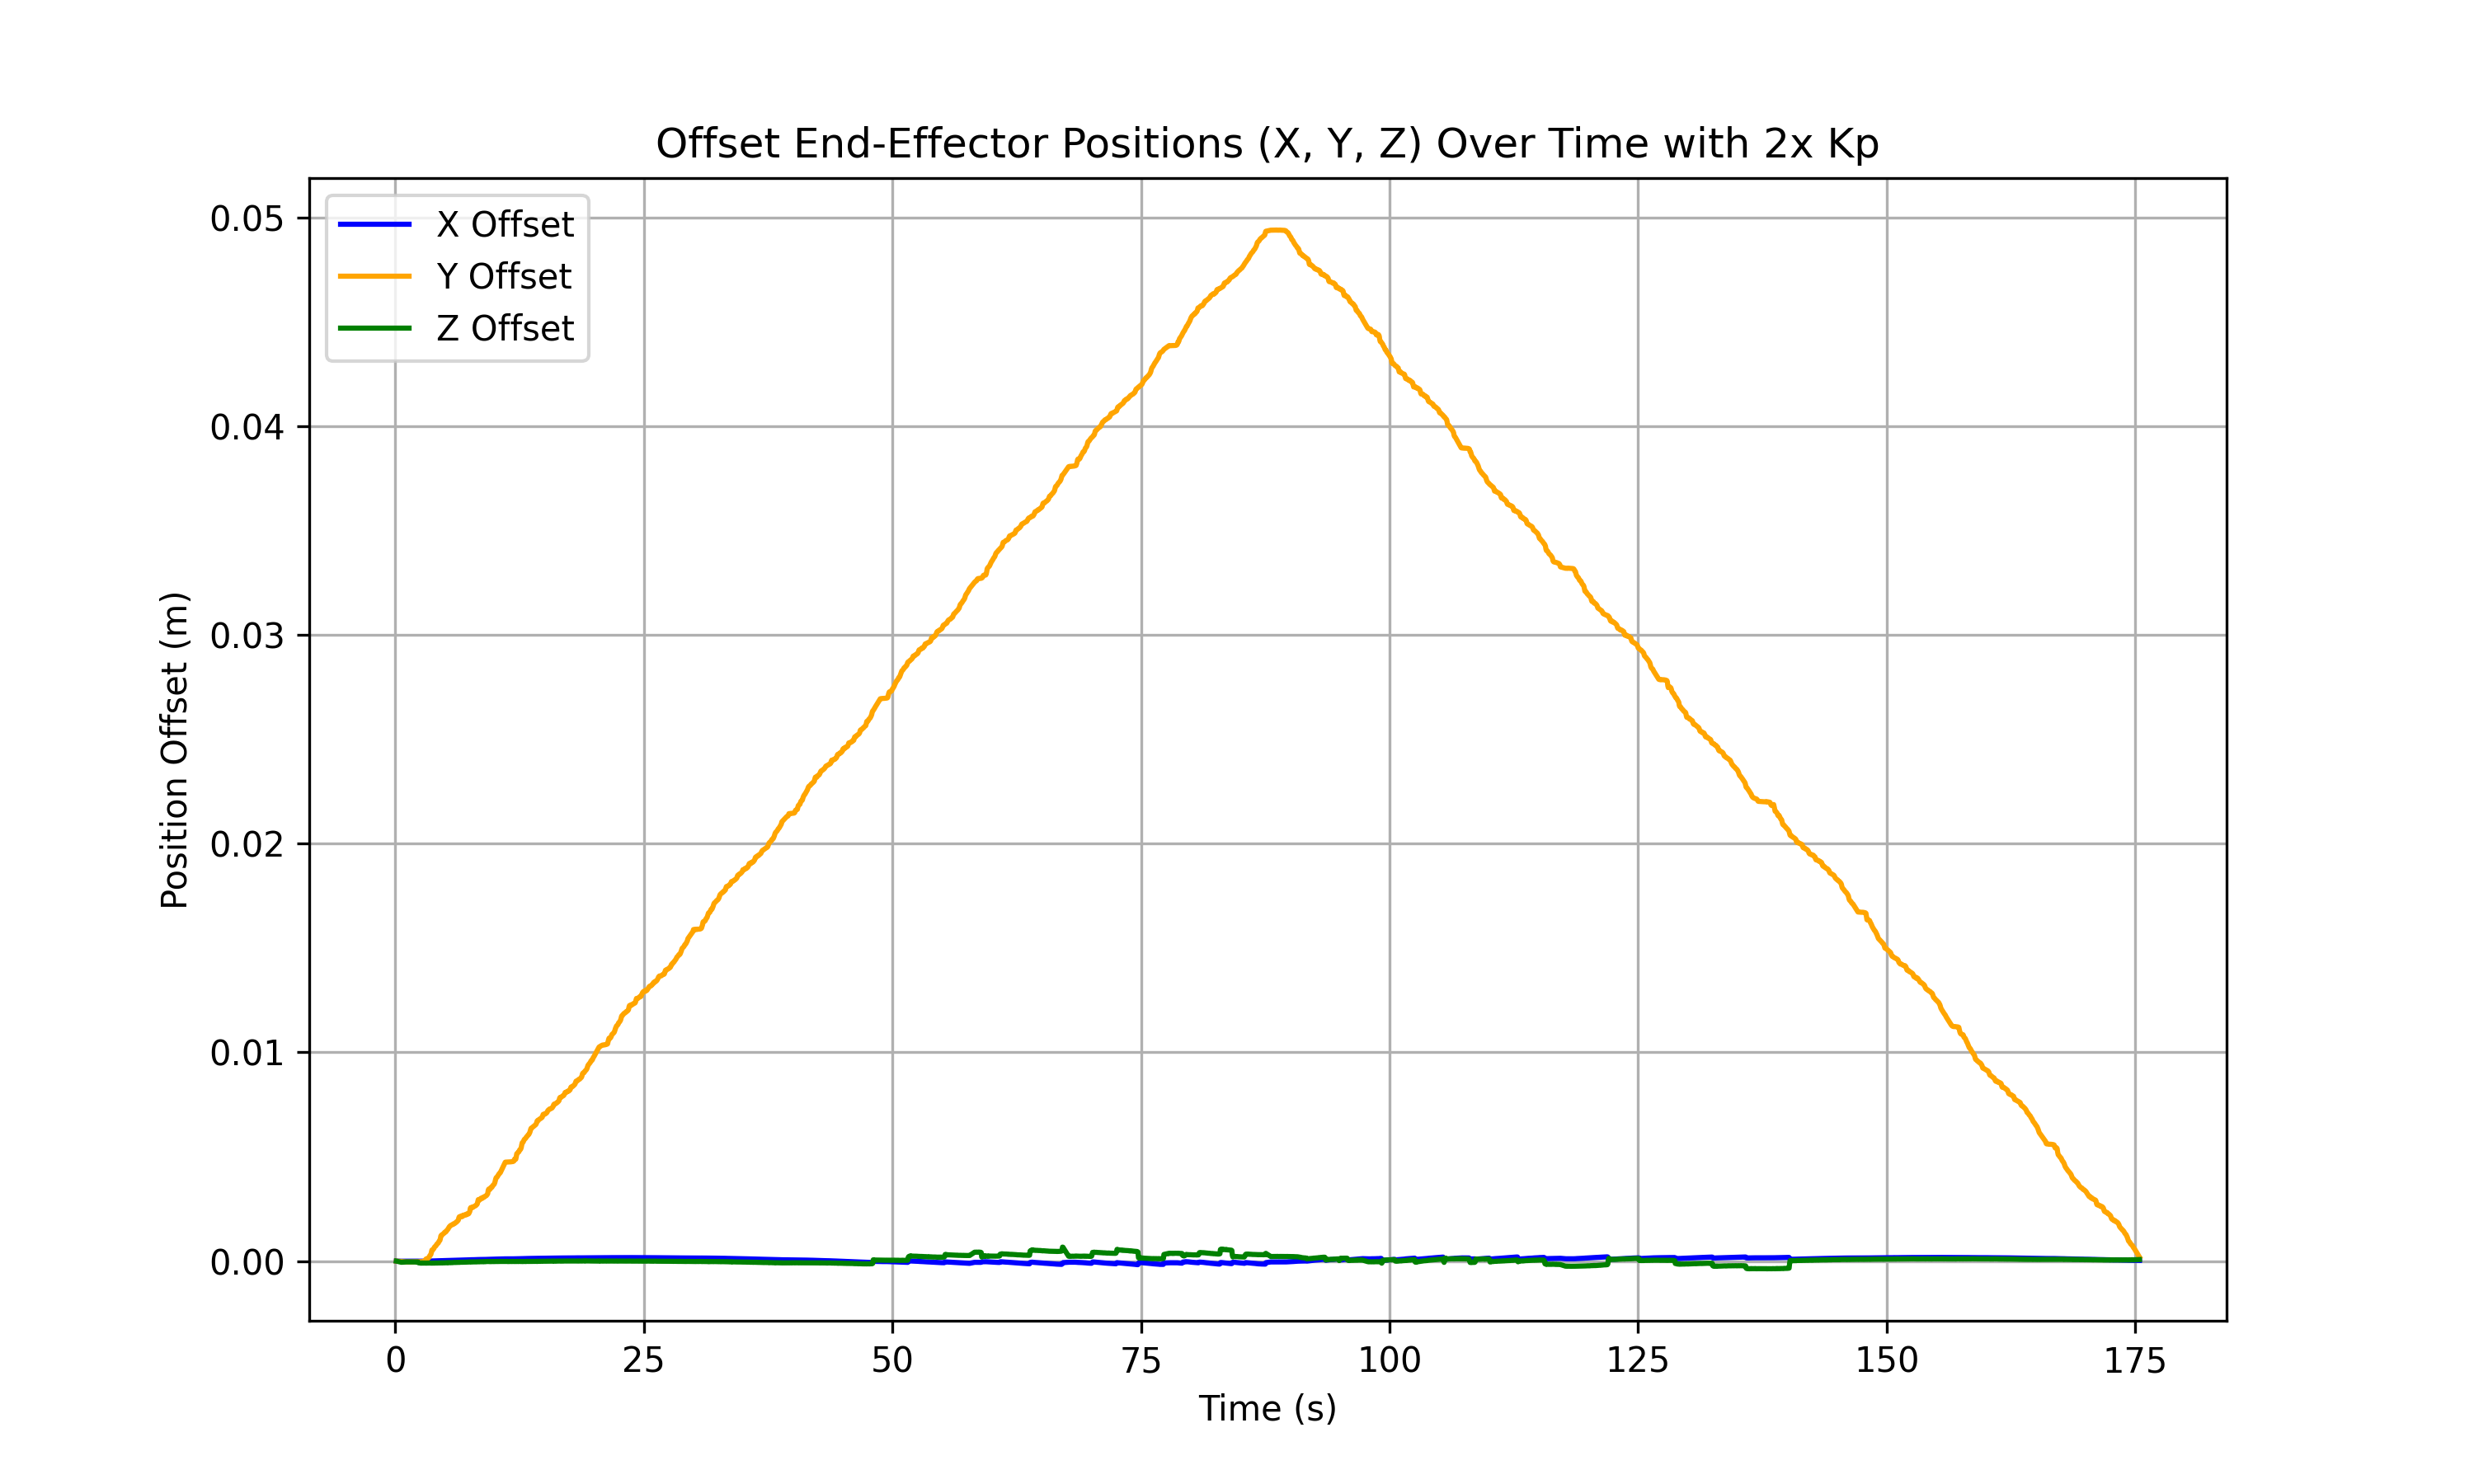 Offset End-Effector Positions (X, Y, Z) Over Time with 2x Kp
X Offset
Y Offset
Z Offset
Position Offset (m)
0.05
0.04
0.03
0.02
0.01
0.00
0 25 50 75 100 125 150 175
Time (s)